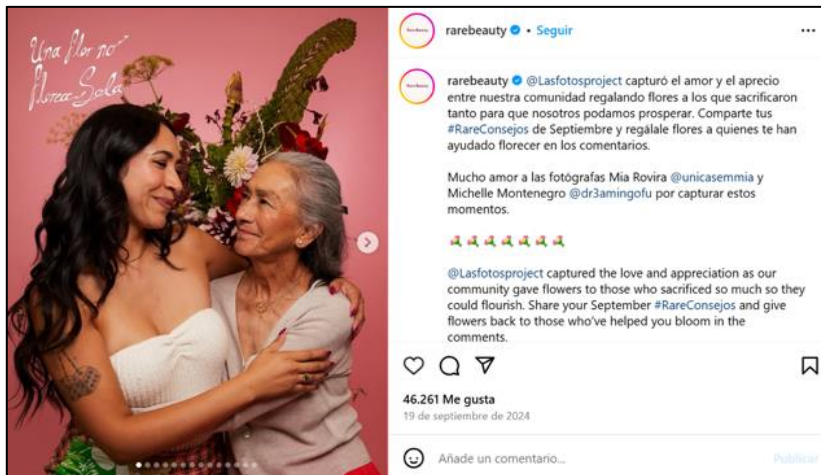 Una flor no
florea Sola
rarebeauty • Seguir
rarebeauty @Lasfotosproject capturó el amor y el aprecio
entre nuestra comunidad regalando flores a los que sacrificaron
tanto para que nosotros podamos prosperar. Comparte tus
#RareConsejos de Septiembre y regálale flores a quienes te han
ayudado florecer en los comentarios.
Mucho amor a las fotógrafas Mia Rovira @unicasemmia y
Michelle Montenegro @dr3amingofu por capturar estos
momentos.
@Lasfotosproject captured the love and appreciation as our
community gave flowers to those who sacrificed so much so they
could flourish. Share your September #RareConsejos and give
flowers back to those who've helped you bloom in the
comments.
46.261 Me gusta
19 de septiembre de 2024
Añade un comentario...
Publicar